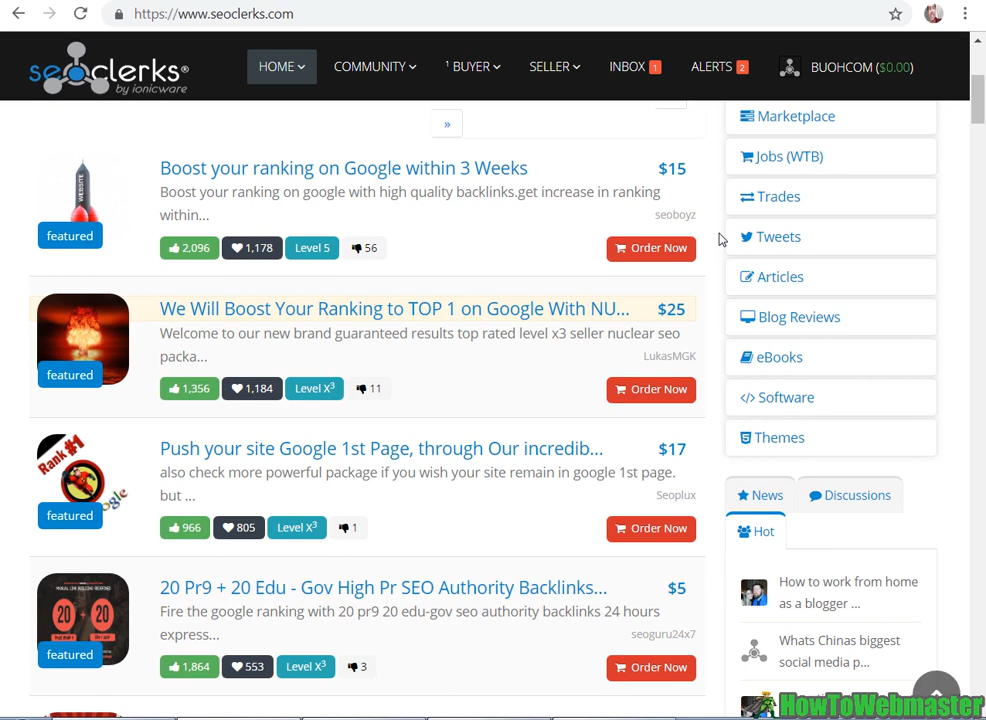 https://www.seoclerks.com
seoclerks®
by ionicware
HOME
COMMUNITY
1 BUYER
SELLER
INBOX 1
ALERTS 2
BUOHCOM ($0.00)
»
WEBSITE
featured
Boost your ranking on Google within 3 Weeks
$15
Boost your ranking on google with high quality backlinks.get increase in ranking
within...
seoboyz
2,096
1,178
Level 5
56
Order Now
featured
We Will Boost Your Ranking to TOP 1 on Google With NU...
$25
Welcome to our new brand guaranteed results top rated level x3 seller nuclear seo
packa...
LukasMGK
1,356
1,184
Level X³
11
Order Now
Rank #1
Google
featured
Push your site Google 1st Page, through Our incredib...
$17
also check more powerful package if you wish your site remain in google 1st page.
but ...
Seoplux
966
805
Level X³
1
Order Now
20 20
featured
20 Pr9 + 20 Edu - Gov High Pr SEO Authority Backlinks...
$5
Fire the google ranking with 20 pr9 20 edu-gov seo authority backlinks 24 hours
express...
seoguru24x7
1,864
553
Level X³
3
Order Now
Marketplace
Jobs (WTB)
Trades
Tweets
Articles
Blog Reviews
eBooks
Software
Themes
News
Discussions
Hot
How to work from home
as a blogger ...
Whats Chinas biggest
social media p...
HowToWebmaster